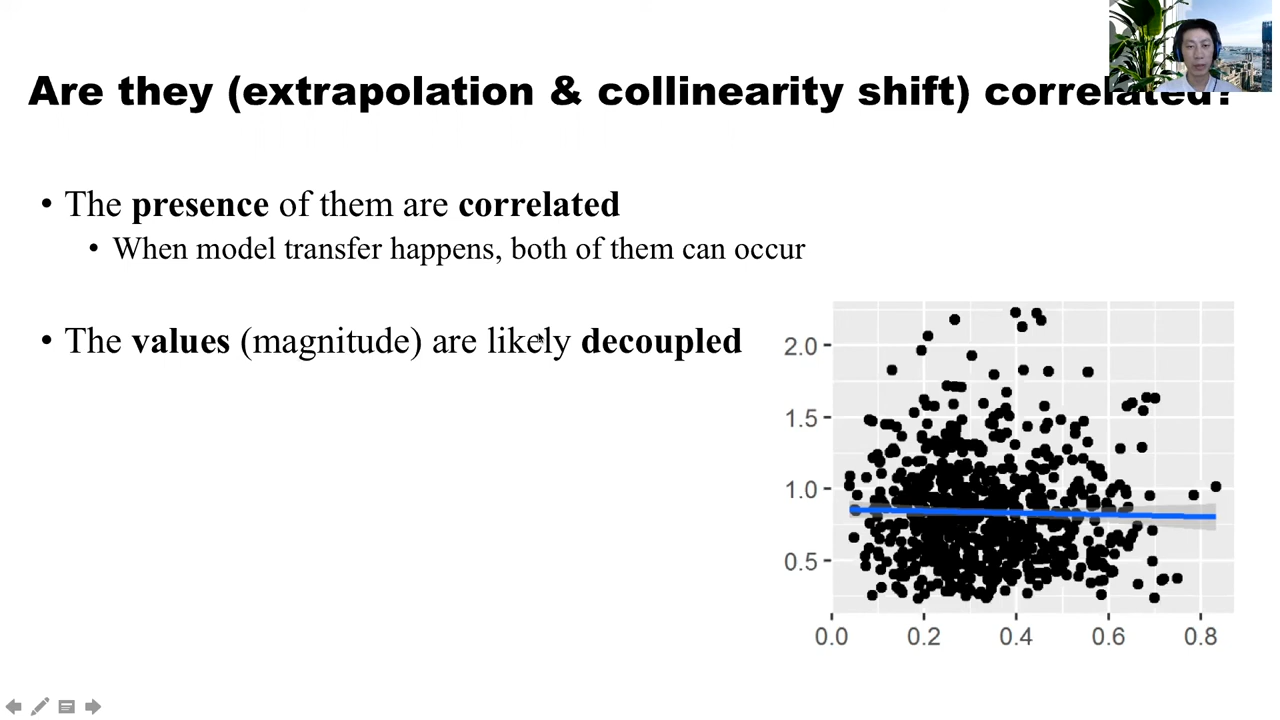 Are they (extrapolation & collinearity shift) correlated?
• The presence of them are correlated
• When model transfer happens, both of them can occur
• The values (magnitude) are likely decoupled
2.0
1.5
1.0
0.5
0.0 0.2 0.4 0.6 0.8